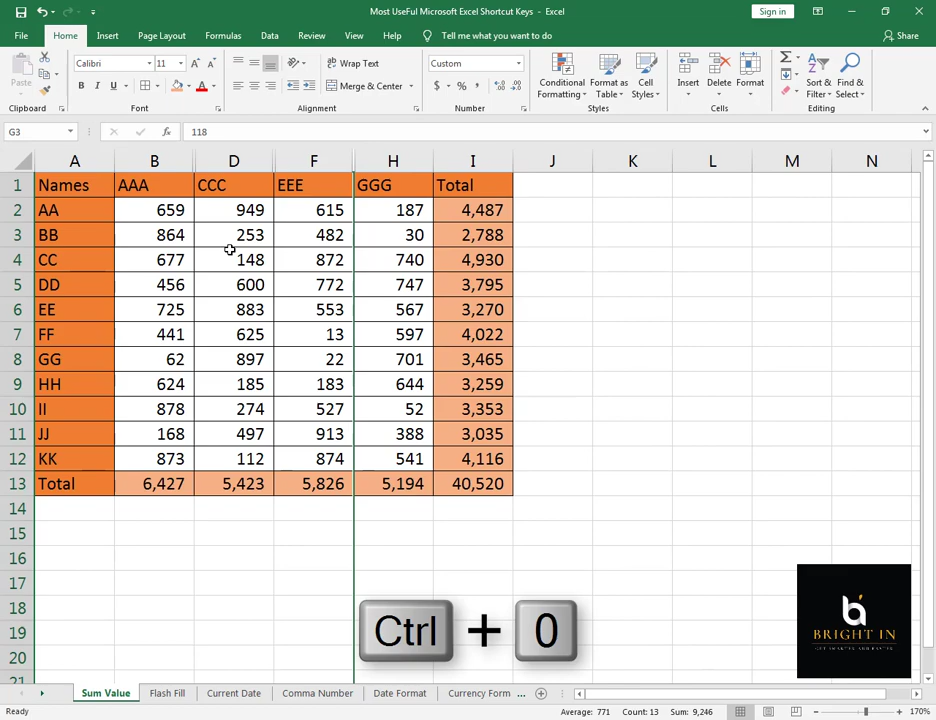 Most UseFul Microsoft Excel Shortcut Keys - Excel
Sign in
File Home Insert Page Layout Formulas Data Review View Help Tell me what you want to do Share
Paste Calibri 11 Wrap Text Custom Conditional Formatting Format as Table Cell Styles Insert Delete Format Sort & Filter Find & Select
B I U Merge & Center $ % ,
Clipboard Font Alignment Number Styles Cells Editing
G3 fx 118
A B D F H I J K L M N
1 Names AAA CCC EEE GGG Total
2 AA 659 949 615 187 4,487
3 BB 864 253 482 30 2,788
4 CC 677 148 872 740 4,930
5 DD 456 600 772 747 3,795
6 EE 725 883 553 567 3,270
7 FF 441 625 13 597 4,022
8 GG 62 897 22 701 3,465
9 HH 624 185 183 644 3,259
10 II 878 274 527 52 3,353
11 JJ 168 497 913 388 3,035
12 KK 873 112 874 541 4,116
13 Total 6,427 5,423 5,826 5,194 40,520
14
15
16
17
18
19
20
21
Ctrl + 0
BRIGHT IN
Sum Value Flash Fill Current Date Comma Number Date Format Currency Form ...
Ready Average: 771 Count: 13 Sum: 9,246 170%